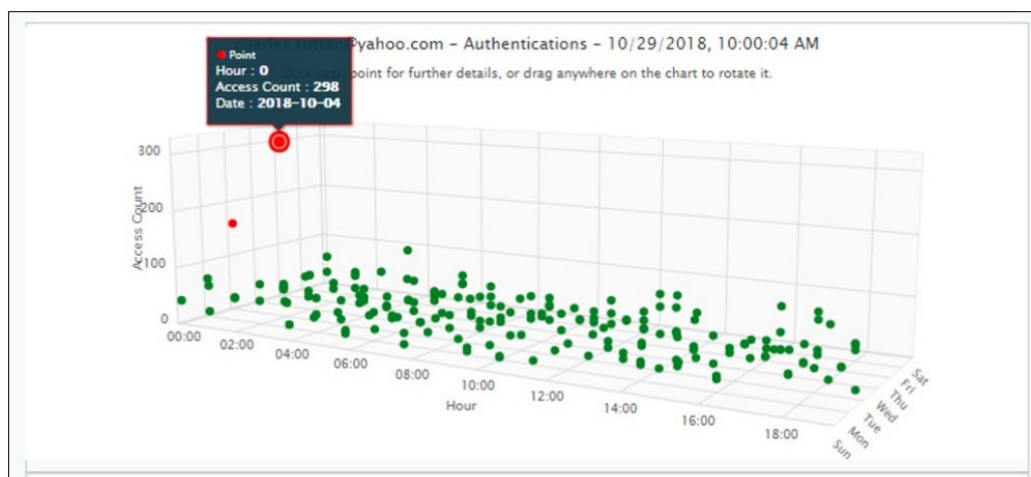 @yahoo.com - Authentications - 10/29/2018, 10:00:04 AM
point for further details, or drag anywhere on the chart to rotate it.
Point
Hour : 0
Access Count : 298
Date : 2018-10-04
300
200
100
0
Access Count
00:00
02:00
04:00
06:00
08:00
10:00
12:00
14:00
16:00
18:00
Hour
Sat
Fri
Thu
Wed
Tue
Mon
Sun